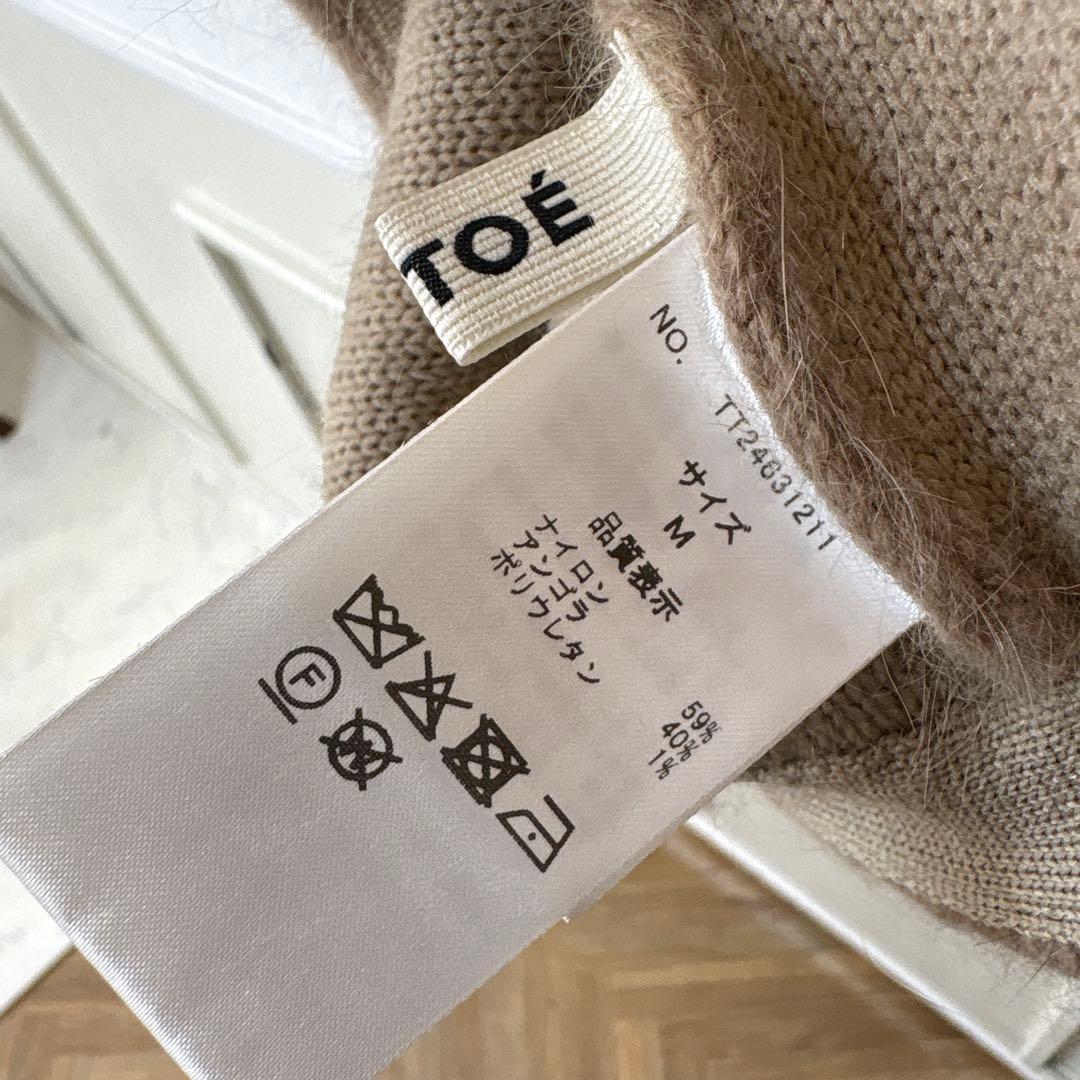 TOÉ
NO. TT24631211
サイズ
M
品質表示
ナイロン 59%
アンゴラ 40%
ポリウレタン 1%
F
W